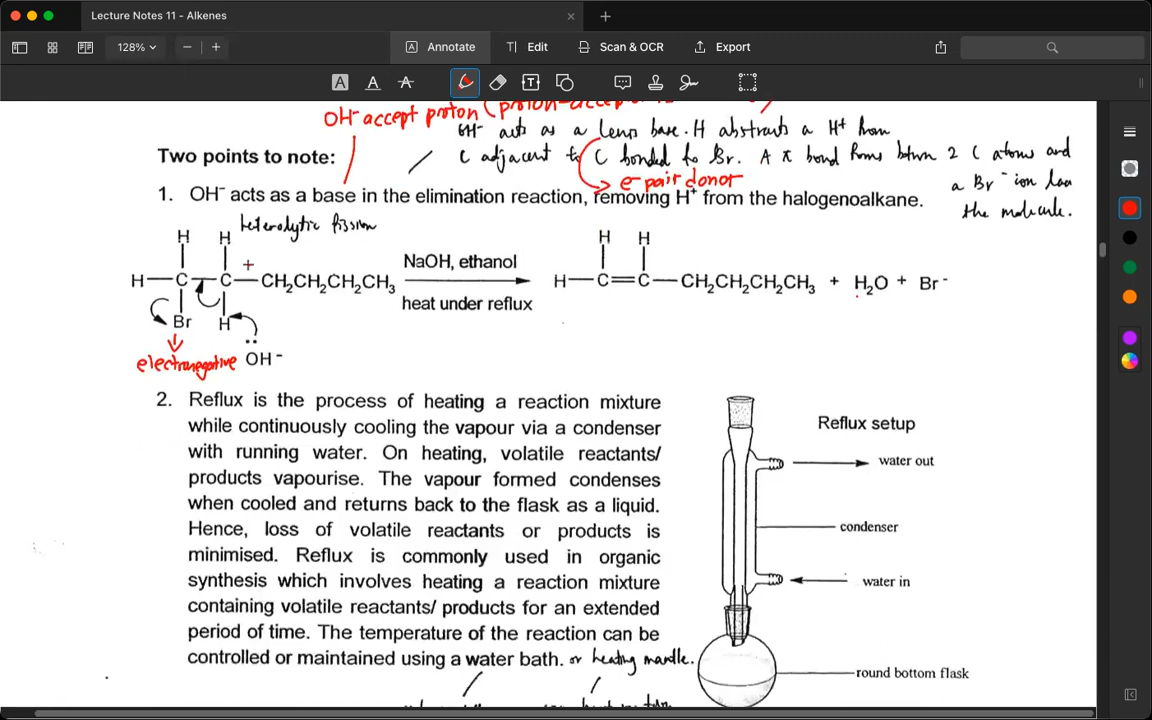 Lecture Notes 11 - Alkenes
128%
Annotate
Edit
Scan & OCR
Export
OH⁻ accept proton (proton-
OH⁻ acts as a Lewis base. H abstracts a H⁺ from
C adjacent to C bonded to Br. A π bond forms betwn 2 C atoms and
a Br⁻ ion
the molecule.
e⁻ pair donor
Two points to note:
1. OH⁻ acts as a base in the elimination reaction, removing H⁺ from the halogenoalkane.
heterolytic fission
H H
H H
+
NaOH, ethanol
H—C—C—CH₂CH₂CH₂CH₃
H—C=C—CH₂CH₂CH₂CH₃ + H₂O + Br⁻
heat under reflux
Br H
electronegative
OH⁻
2. Reflux is the process of heating a reaction mixture
while continuously cooling the vapour via a condenser
with running water. On heating, volatile reactants/
products vapourise. The vapour formed condenses
when cooled and returns back to the flask as a liquid.
Hence, loss of volatile reactants or products is
minimised. Reflux is commonly used in organic
synthesis which involves heating a reaction mixture
containing volatile reactants/ products for an extended
period of time. The temperature of the reaction can be
controlled or maintained using a water bath. or heating mantle.
Reflux setup
water out
condenser
water in
round bottom flask